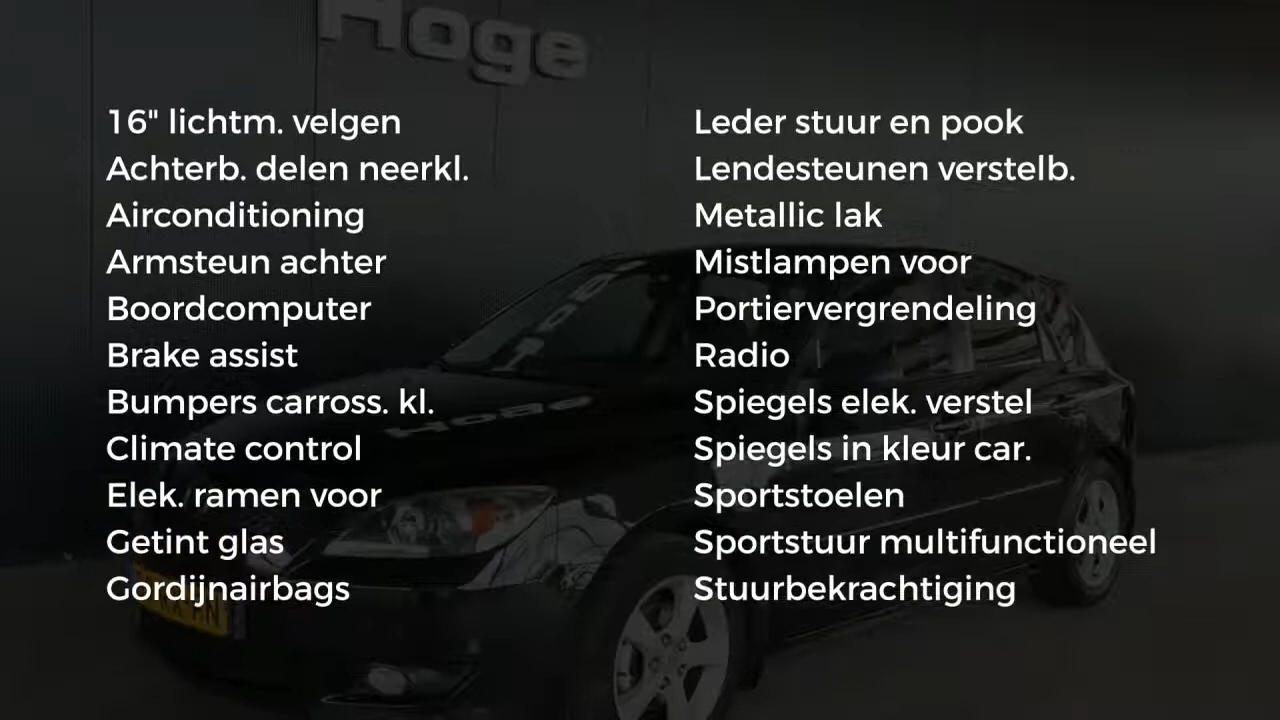 Hoge
16" lichtm. velgen
Achterb. delen neerkl.
Airconditioning
Armsteun achter
Boordcomputer
Brake assist
Bumpers carross. kl.
Climate control
Elek. ramen voor
Getint glas
Gordijnairbags
Leder stuur en pook
Lendesteunen verstelb.
Metallic lak
Mistlampen voor
Portiervergrendeling
Radio
Spiegels elek. verstel
Spiegels in kleur car.
Sportstoelen
Sportstuur multifunctioneel
Stuurbekrachtiging